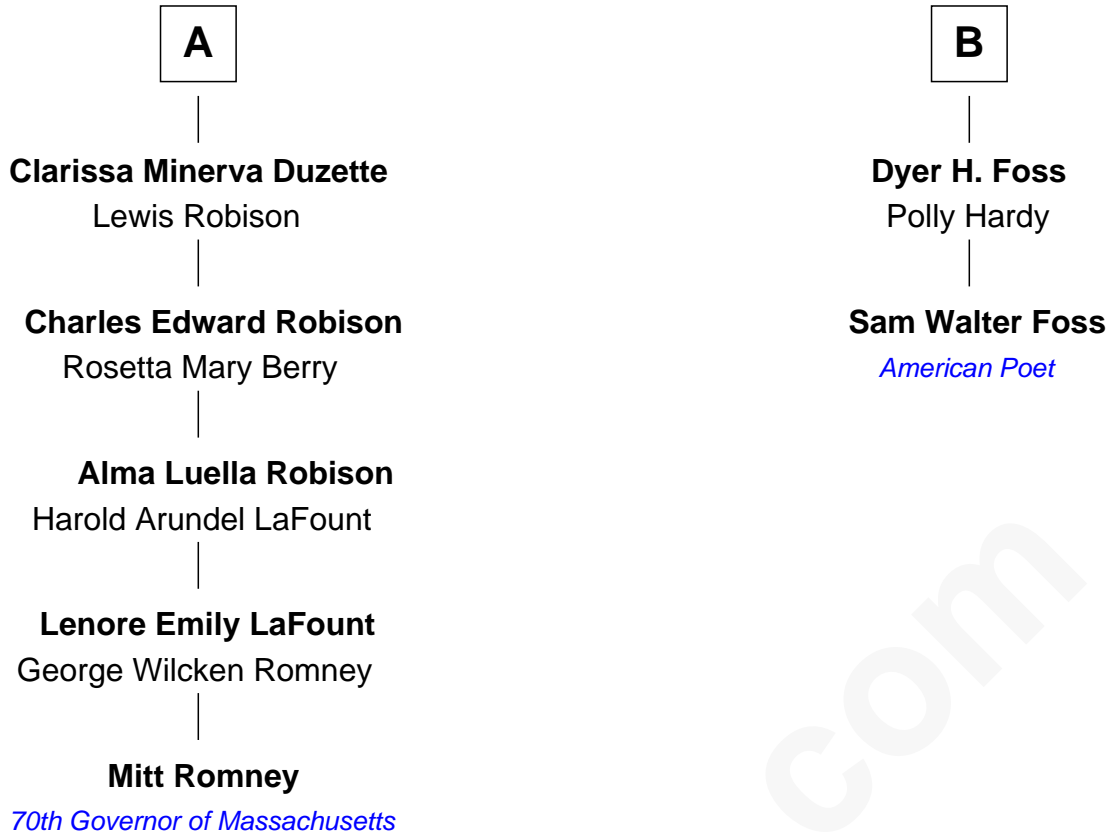 A
Clarissa Minerva Duzette
Lewis Robison
Charles Edward Robison
Rosetta Mary Berry
Alma Luella Robison
Harold Arundel LaFount
Lenore Emily LaFount
George Wilcken Romney
Mitt Romney
70th Governor of Massachusetts
B
Dyer H. Foss
Polly Hardy
Sam Walter Foss
American Poet
com